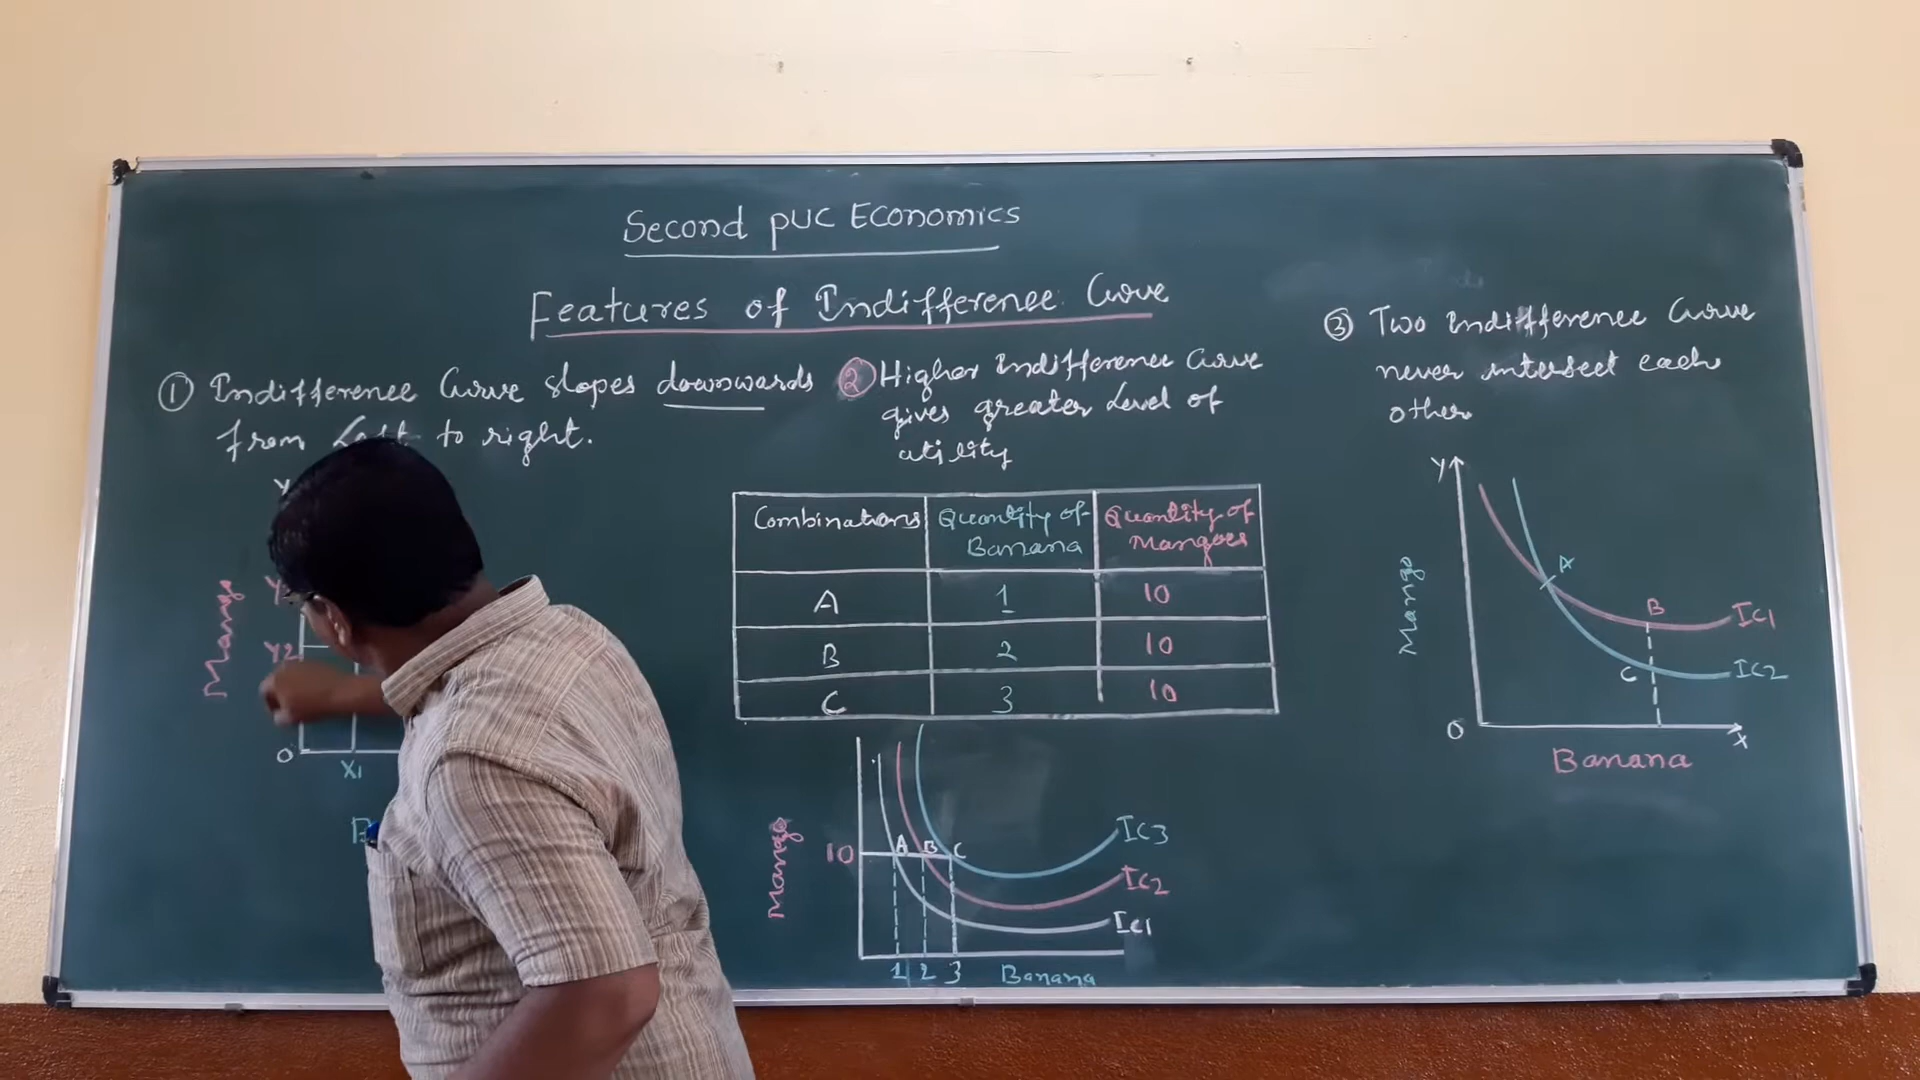 Second PUC Economics
Features of Indifference Curve
① Indifference Curve slopes downwards
from Left to right.
Mango
Y2
O
X1
② Higher Indifference Curve
gives greater Level of
utility
Combinations Quantity of Banana Quantity of Mangoes
A 1 10
B 2 10
C 3 10
Mango
10
A B C
IC3
IC2
IC1
1 2 3 Banana
③ Two Indifference Curve
never intersect each
other
Y
Mango
A
B
IC1
C
IC2
O
X
Banana